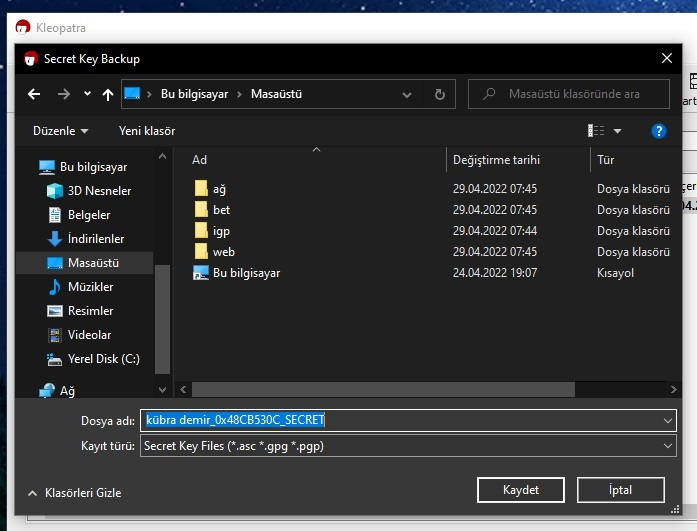 Kleopatra
Secret Key Backup
Bu bilgisayar > Masaüstü
Masaüstü klasöründe ara
Düzenle
Yeni klasör
Ad
Değiştirme tarihi
Tür
Bu bilgisayar
3D Nesneler
Belgeler
İndirilenler
Masaüstü
Müzikler
Resimler
Videolar
Yerel Disk (C:)
Ağ
ağ 29.04.2022 07:45 Dosya klasörü
bet 29.04.2022 07:45 Dosya klasörü
igp 29.04.2022 07:44 Dosya klasörü
web 29.04.2022 07:45 Dosya klasörü
Bu bilgisayar 24.04.2022 19:07 Kısayol
Dosya adı: kübra demir_0x48CB530C_SECRET
Kayıt türü: Secret Key Files (*.asc *.gpg *.pgp)
Klasörleri Gizle
Kaydet
İptal